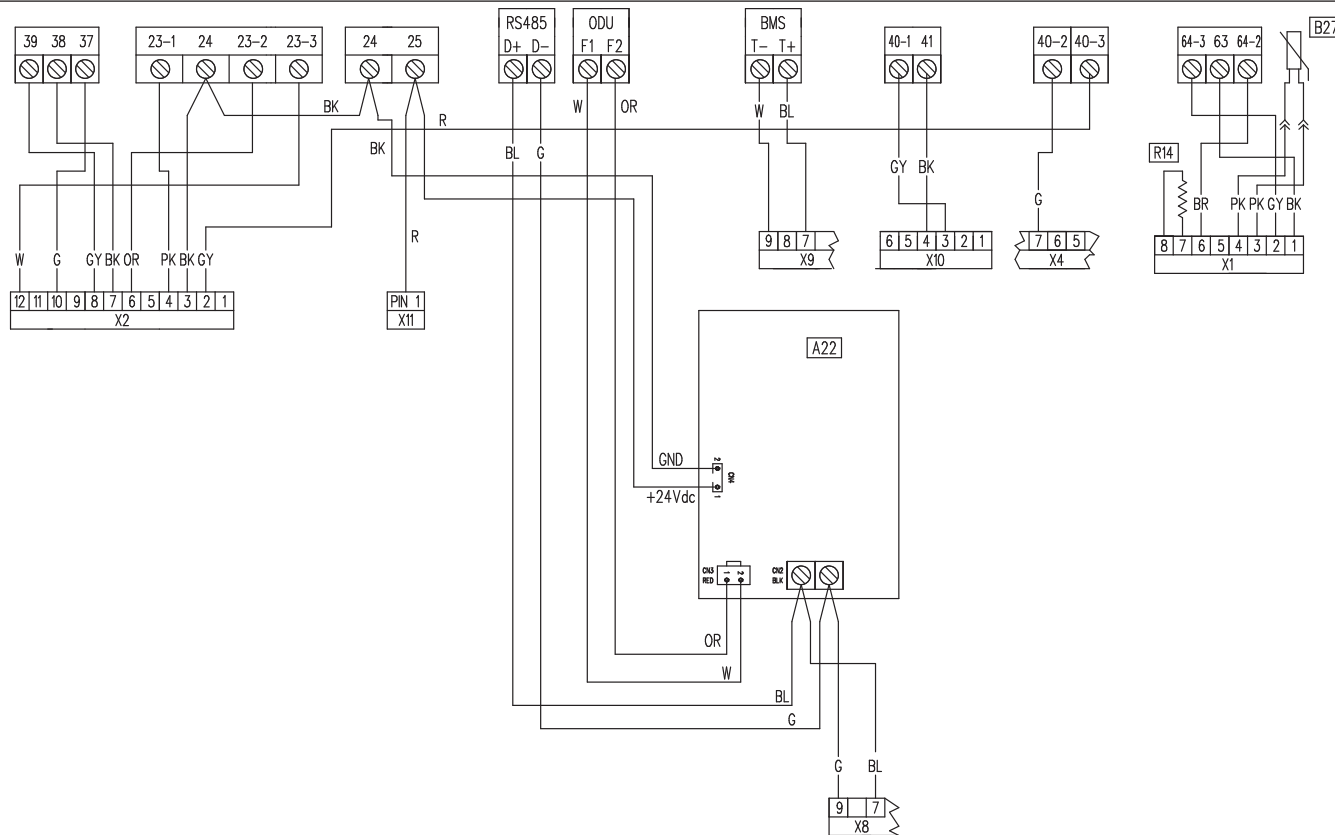 RS485 ODU BMS B27
39 38 37 23-1 24 23-2 23-3 24 25 D+ D- F1 F2 T- T+ 40-1 41 40-2 40-3 64-3 63 64-2
BK W OR W BL
R
BK BL G R14
GY BK
G BR PK PK GY BK
R
9 8 7 6 5 4 3 2 1 7 6 5 8 7 6 5 4 3 2 1
W G GY BK OR PK BK GY X9 X10 X4 X1
12 11 10 9 8 7 6 5 4 3 2 1 PIN 1
X2 X11
A22
GND 2
CN4
+24Vdc 1
CN3 1 2 CN2
RED BLK
OR
W
BL
G
G BL
9 7
X8